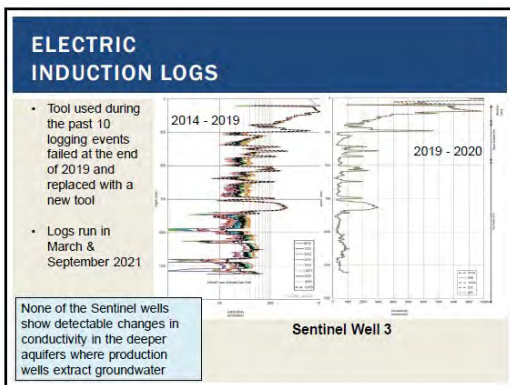 ELECTRIC
INDUCTION LOGS
• Tool used during
the past 10
logging events
failed at the end
of 2019 and
replaced with a
new tool
• Logs run in
March &
September 2021
None of the Sentinel wells
show detectable changes in
conductivity in the deeper
aquifers where production
wells extract groundwater
2014 - 2019
2019 - 2020
Sentinel Well 3